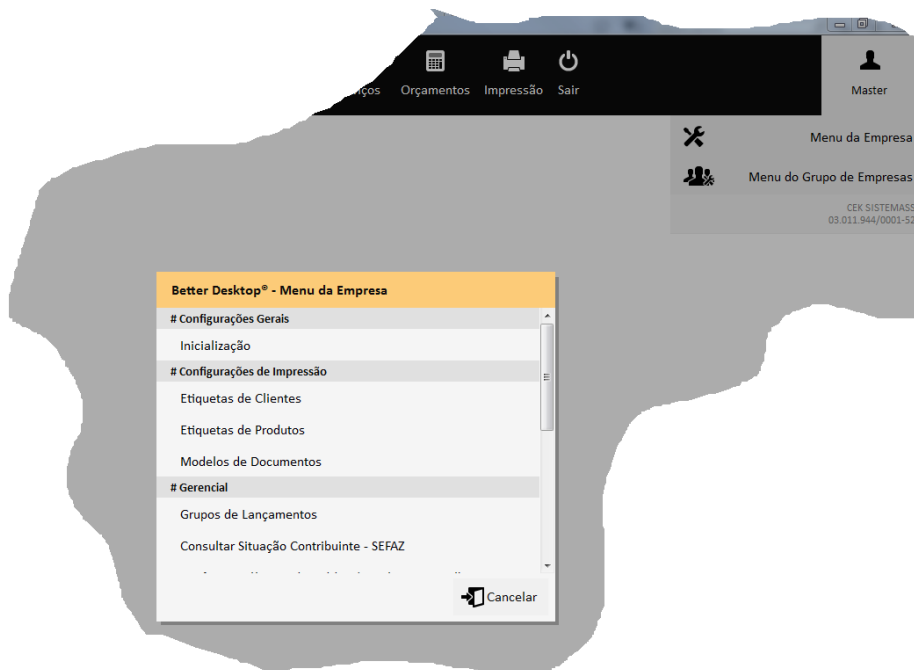 Orçamentos
Impressão
Sair
Master
Menu da Empresa
Menu do Grupo de Empresas
CEK SISTEMASS
03.011.944/0001-52
Better Desktop® - Menu da Empresa
# Configurações Gerais
Inicialização
# Configurações de Impressão
Etiquetas de Clientes
Etiquetas de Produtos
Modelos de Documentos
# Gerencial
Grupos de Lançamentos
Consultar Situação Contribuinte - SEFAZ
Cancelar